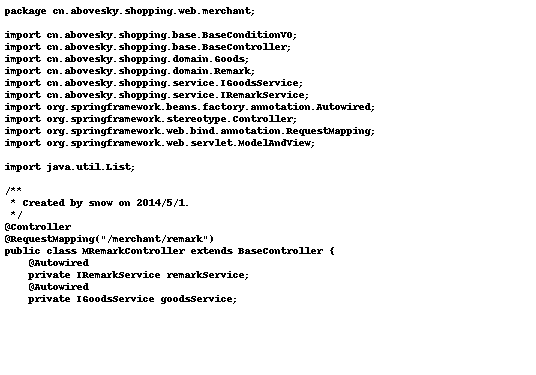 package cn.abovesky.shopping.web.merchant;

import cn.abovesky.shopping.base.BaseConditionVO;
import cn.abovesky.shopping.base.BaseController;
import cn.abovesky.shopping.domain.Goods;
import cn.abovesky.shopping.domain.Remark;
import cn.abovesky.shopping.service.IGoodsService;
import cn.abovesky.shopping.service.IRemarkService;
import org.springframework.beans.factory.annotation.Autowired;
import org.springframework.stereotype.Controller;
import org.springframework.web.bind.annotation.RequestMapping;
import org.springframework.web.servlet.ModelAndView;

import java.util.List;

/**
 * Created by snow on 2014/5/1.
 */
@Controller
@RequestMapping("/merchant/remark")
public class MRemarkController extends BaseController {
    @Autowired
    private IRemarkService remarkService;
    @Autowired
    private IGoodsService goodsService;